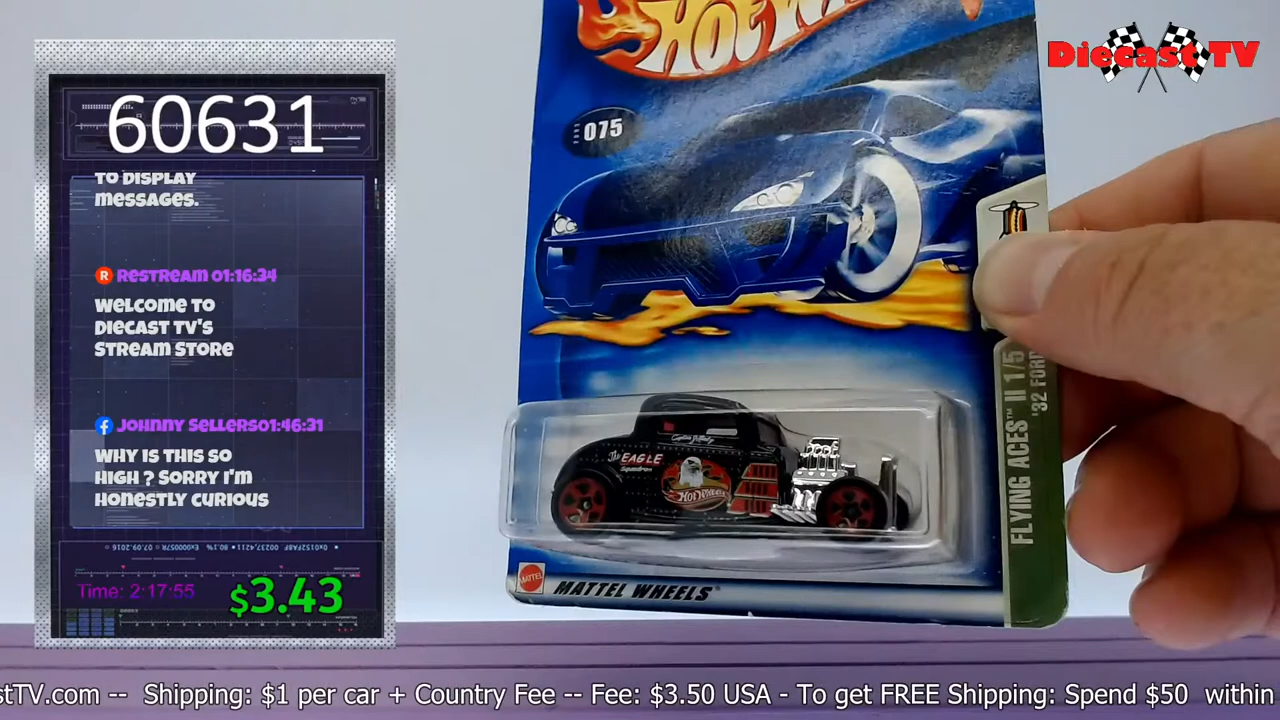 60631
TO DISPLAY
MESSAGES.
R RESTREAM 01:16:34
WELCOME TO
DIECAST TV'S
STREAM STORE
f JOHNNY SELLERS01:46:31
WHY IS THIS SO
HIGH ? SORRY I'M
HONESTLY CURIOUS
Time: 2:17:55
$3.43
HOT WHEELS
075
The EAGLE
Squadron
HOT WHEELS
FLYING ACES™ II 1/5
'32 FORD
MATTEL
MATTEL WHEELS
Diecast TV
stTV.com -- Shipping: $1 per car + Country Fee -- Fee: $3.50 USA - To get FREE Shipping: Spend $50 within